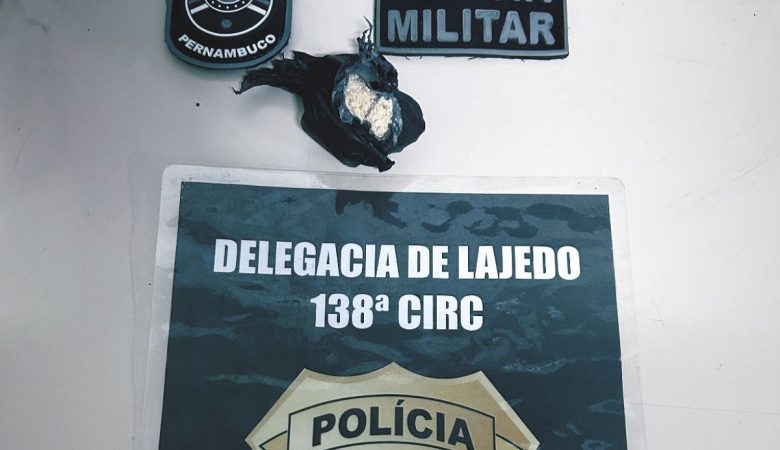 PERNAMBUCO
MILITAR
DELEGACIA DE LAJEDO
138ª CIRC
POLÍCIA